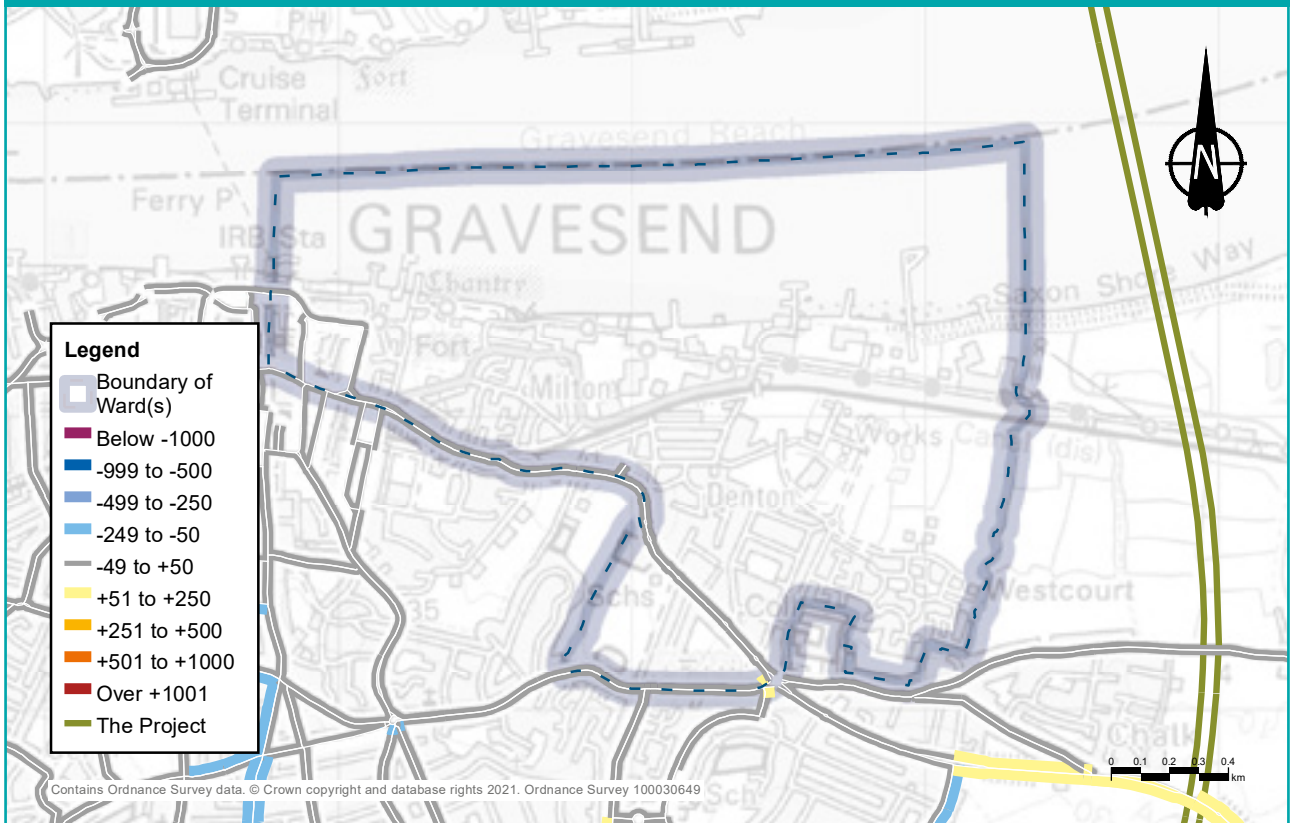 PH
Cruise
Terminal
Fort
Gravesend Reach
Ferry P
IRB Sta
GRAVESEND
Chantry
Saxon Shore Way
Fort
Milton
Works
(dis)
Westcourt
Schs
35
Chalk
N
Legend
Boundary of
Ward(s)
Below -1000
-999 to -500
-499 to -250
-249 to -50
-49 to +50
+51 to +250
+251 to +500
+501 to +1000
Over +1001
The Project
0 0.1 0.2 0.3 0.4
km
Contains Ordnance Survey data. © Crown copyright and database rights 2021. Ordnance Survey 100030649